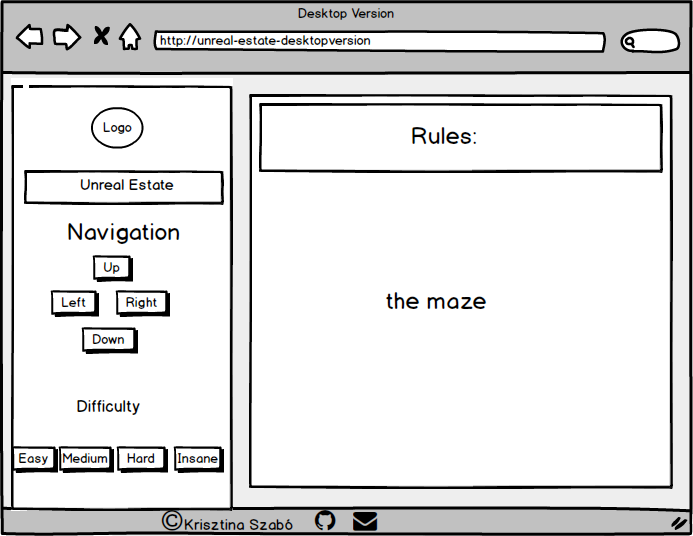 Desktop Version
http://unreal-estate-desktopversion
Logo
Unreal Estate
Navigation
Up
Left Right
Down
Difficulty
Easy Medium Hard Insane
Rules:
the maze
©Krisztina Szabó